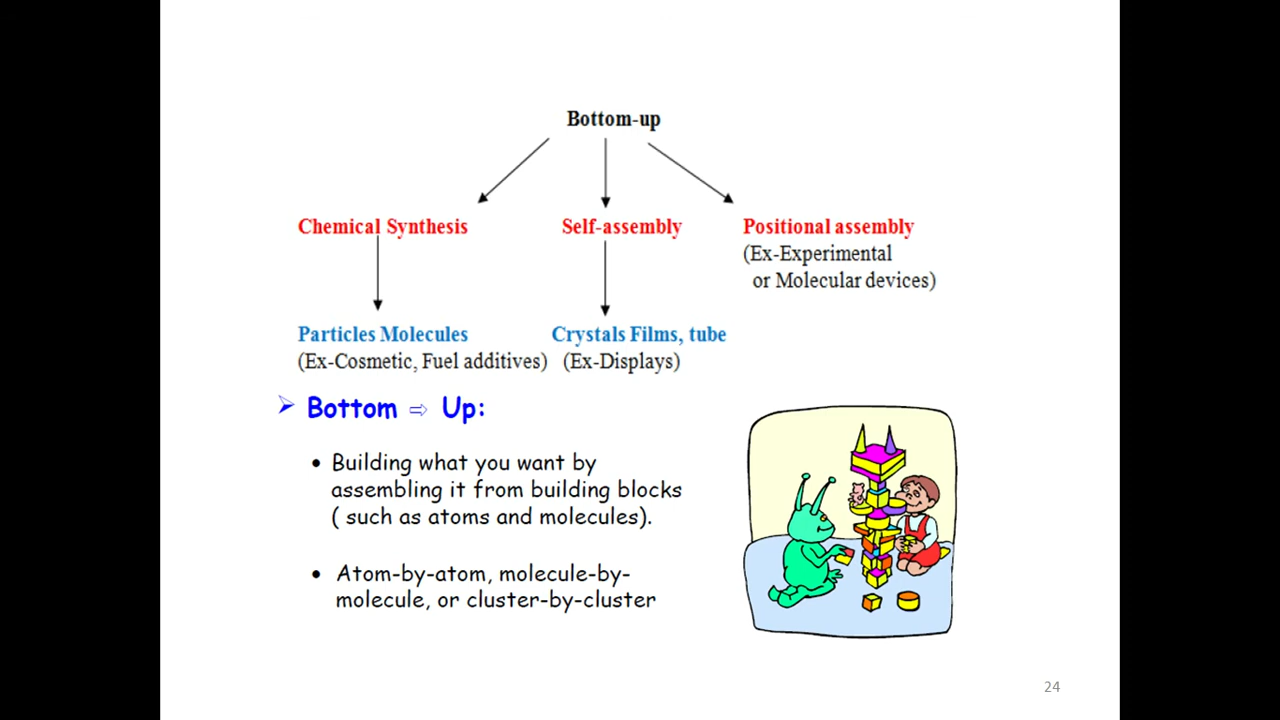 Bottom-up
Chemical Synthesis Self-assembly Positional assembly
(Ex-Experimental
or Molecular devices)
Particles Molecules Crystals Films, tube
(Ex-Cosmetic, Fuel additives) (Ex-Displays)
➢ Bottom ⇨ Up:
• Building what you want by
assembling it from building blocks
( such as atoms and molecules).
• Atom-by-atom, molecule-by-
molecule, or cluster-by-cluster
24